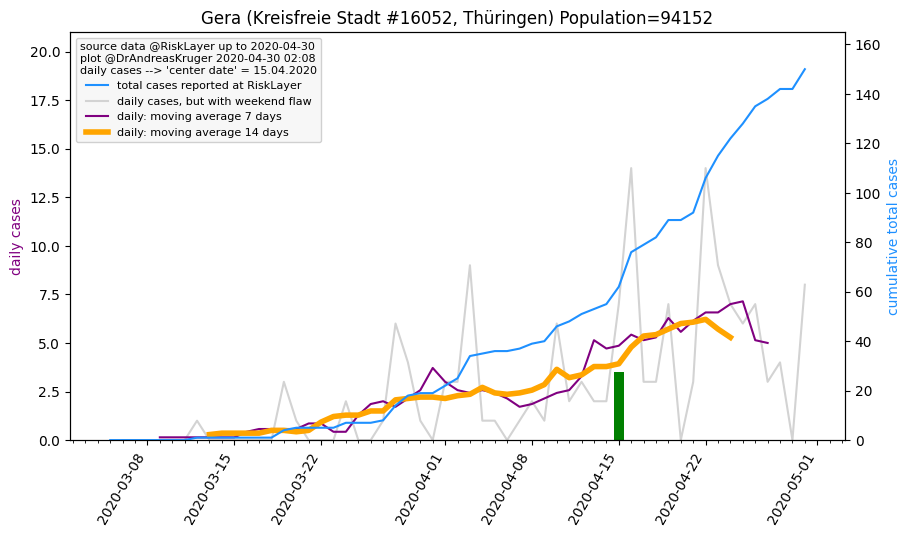 Gera (Kreisfreie Stadt #16052, Thüringen) Population=94152
source data @RiskLayer up to 2020-04-30
plot @DrAndreasKruger 2020-04-30 02:08
daily cases --> 'center date' = 15.04.2020
total cases reported at RiskLayer
daily cases, but with weekend flaw
daily: moving average 7 days
daily: moving average 14 days
daily cases
20.0
17.5
15.0
12.5
10.0
7.5
5.0
2.5
0.0
160
140
120
100
80
60
40
20
0
cumulative total cases
2020-03-08
2020-03-15
2020-03-22
2020-04-01
2020-04-08
2020-04-15
2020-04-22
2020-05-01